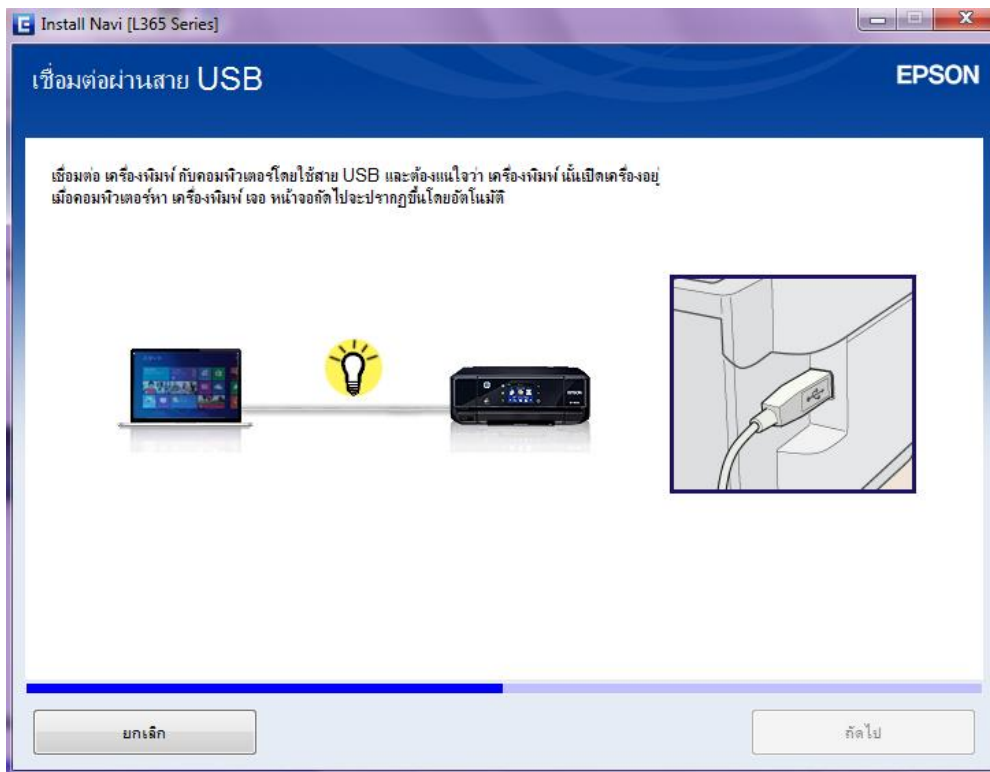 Install Navi [L365 Series]
เชื่อมต่อผ่านสาย USB
EPSON
เชื่อมต่อ เครื่องพิมพ์ กับคอมพิวเตอร์โดยใช้สาย USB และต้องแน่ใจว่า เครื่องพิมพ์ นั้นเปิดเครื่องอยู่
เมื่อคอมพิวเตอร์หา เครื่องพิมพ์ เจอ หน้าจอถัดไปจะปรากฏขึ้นโดยอัตโนมัติ
ยกเลิก
ถัดไป